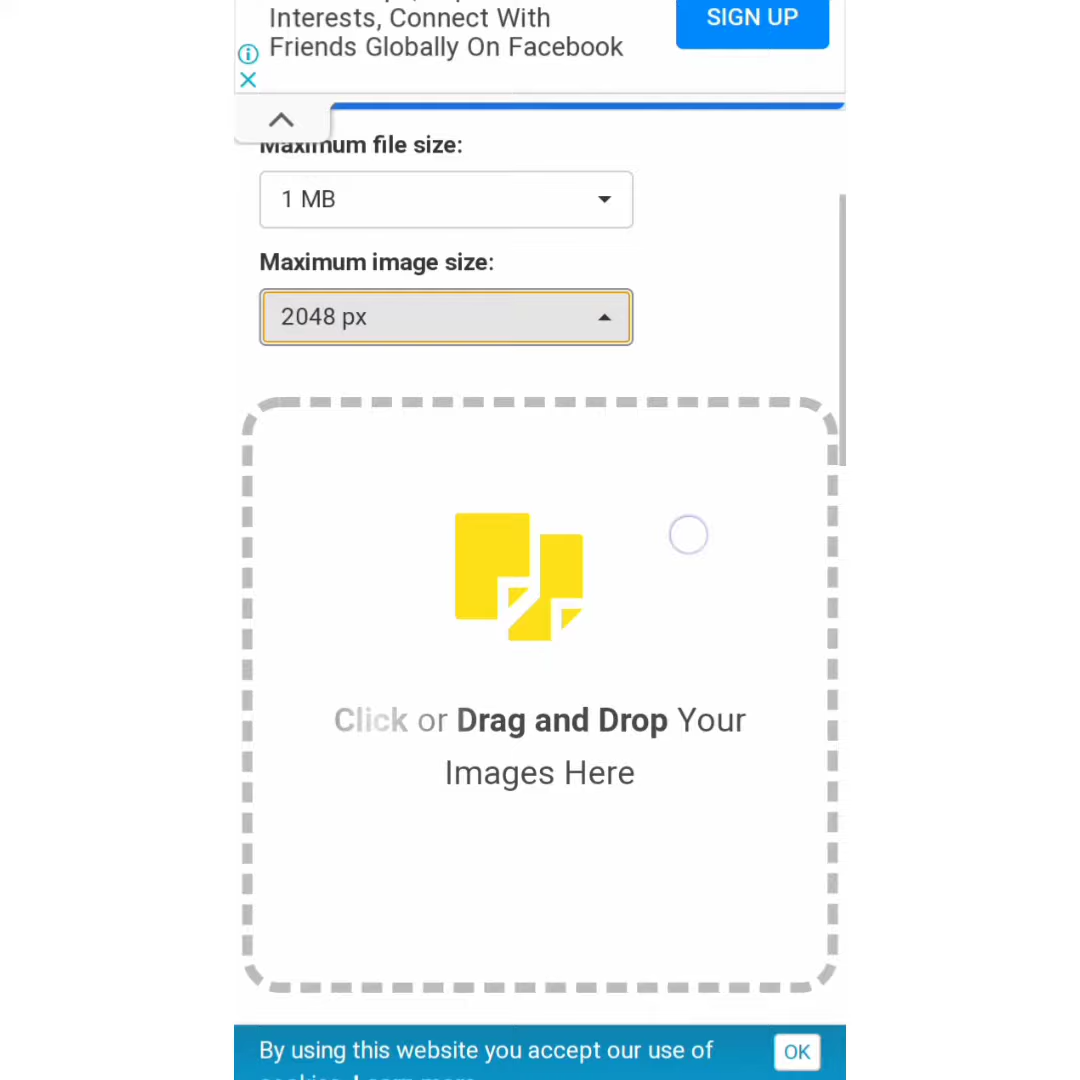 Interests, Connect With
Friends Globally On Facebook
SIGN UP
Maximum file size:
1 MB
Maximum image size:
2048 px
Click or Drag and Drop Your
Images Here
By using this website you accept our use of
OK